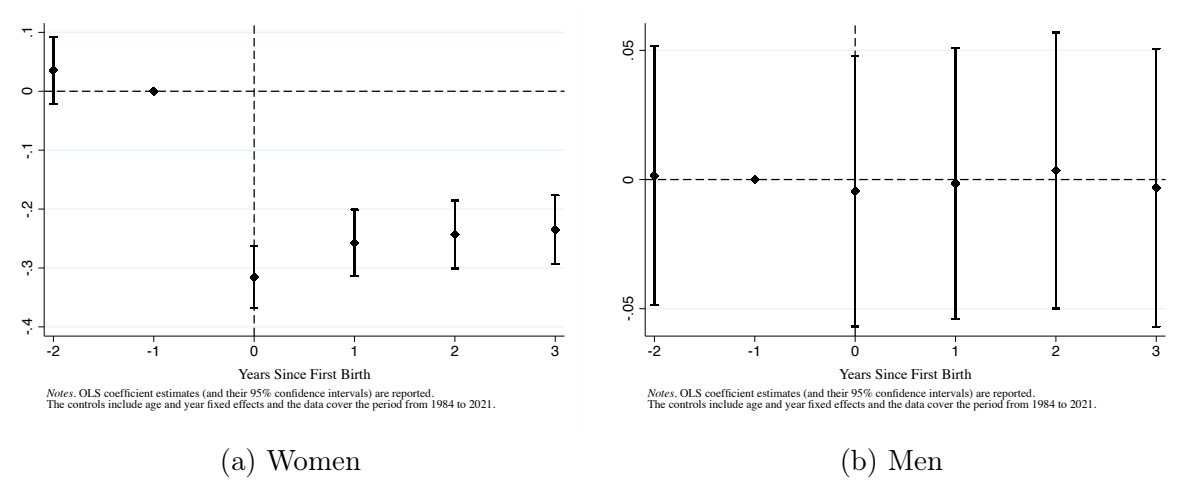 .1
0
-.1
-.2
-.3
-.4
-2 -1 0 1 2 3
Years Since First Birth
Notes. OLS coefficient estimates (and their 95% confidence intervals) are reported.
The controls include age and year fixed effects and the data cover the period from 1984 to 2021.
(a) Women
.05
0
-.05
-2 -1 0 1 2 3
Years Since First Birth
Notes. OLS coefficient estimates (and their 95% confidence intervals) are reported.
The controls include age and year fixed effects and the data cover the period from 1984 to 2021.
(b) Men